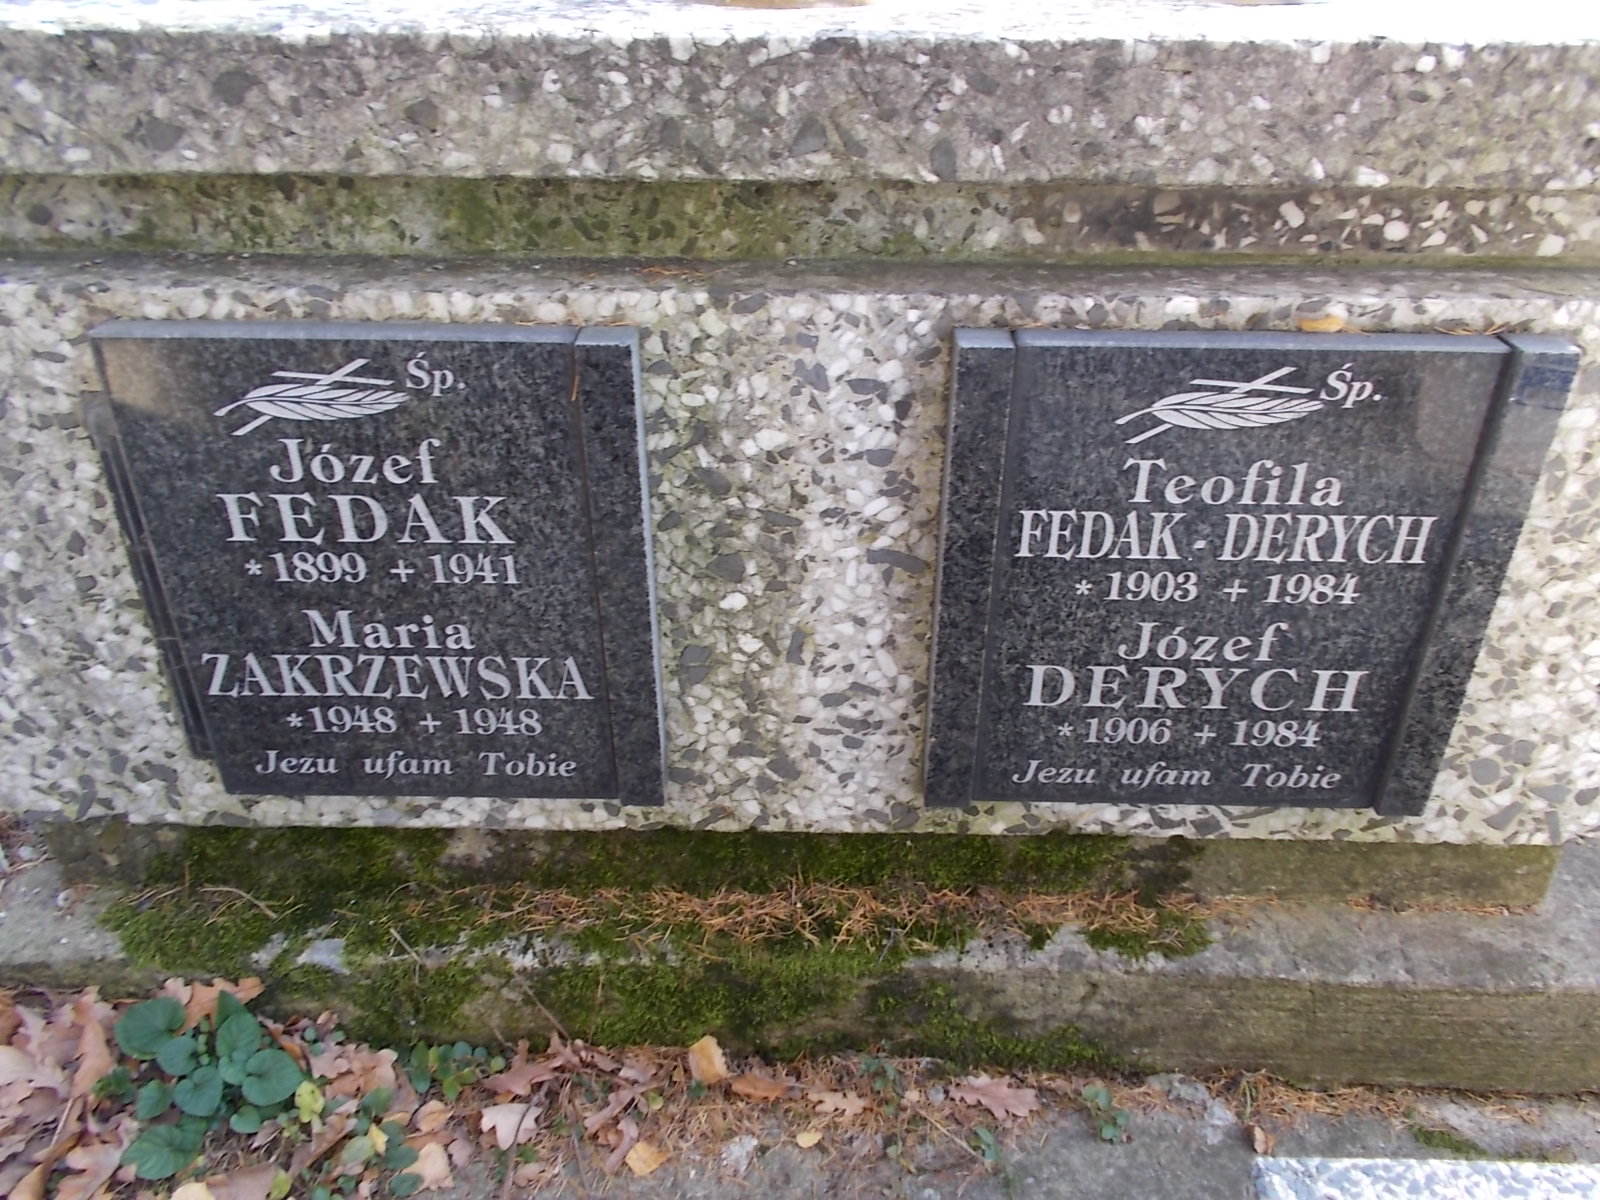 Śp.
Józef
FEDAK
*1899 + 1941
Maria
ZAKRZEWSKA
*1948 + 1948
Jezu ufam Tobie
Śp.
Teofila
FEDAK - DERYCH
*1903 + 1984
Józef
DERYCH
*1906 + 1984
Jezu ufam Tobie